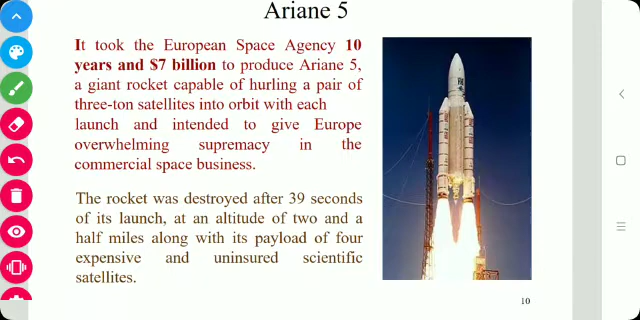 Ariane 5
It took the European Space Agency 10
years and $7 billion to produce Ariane 5,
a giant rocket capable of hurling a pair of
three-ton satellites into orbit with each
launch and intended to give Europe
overwhelming supremacy in the
commercial space business.
The rocket was destroyed after 39 seconds
of its launch, at an altitude of two and a
half miles along with its payload of four
expensive and uninsured scientific
satellites.
10